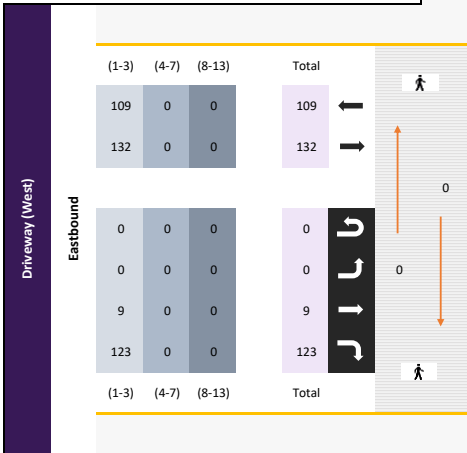 Driveway (West)
Eastbound
(1-3) (4-7) (8-13) Total
109 0 0 109
132 0 0 132
0
0 0 0 0
0 0 0 0 0
9 0 0 9
123 0 0 123
(1-3) (4-7) (8-13) Total